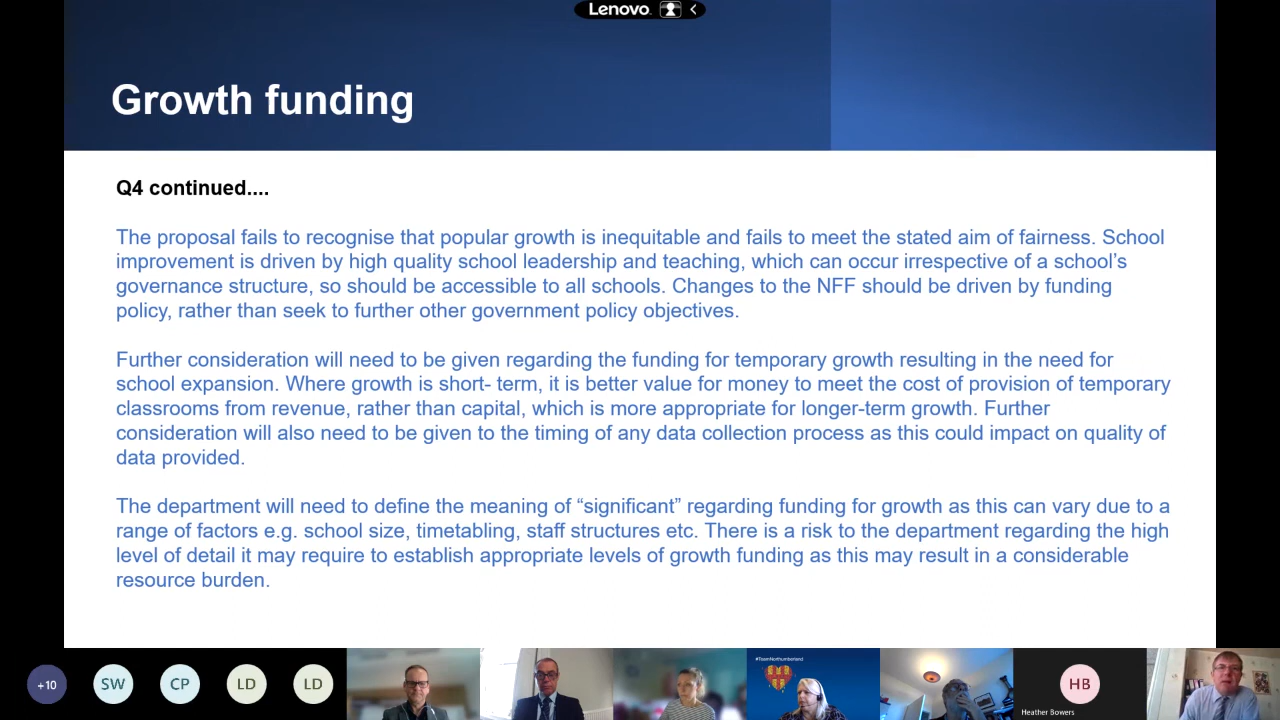 Lenovo
Growth funding
Q4 continued....
The proposal fails to recognise that popular growth is inequitable and fails to meet the stated aim of fairness. School
improvement is driven by high quality school leadership and teaching, which can occur irrespective of a school’s
governance structure, so should be accessible to all schools. Changes to the NFF should be driven by funding
policy, rather than seek to further other government policy objectives.
Further consideration will need to be given regarding the funding for temporary growth resulting in the need for
school expansion. Where growth is short- term, it is better value for money to meet the cost of provision of temporary
classrooms from revenue, rather than capital, which is more appropriate for longer-term growth. Further
consideration will also need to be given to the timing of any data collection process as this could impact on quality of
data provided.
The department will need to define the meaning of “significant” regarding funding for growth as this can vary due to a
range of factors e.g. school size, timetabling, staff structures etc. There is a risk to the department regarding the high
level of detail it may require to establish appropriate levels of growth funding as this may result in a considerable
resource burden.
+10
SW
CP
LD
LD
#TeamNorthumberland
HB
Heather Bowers